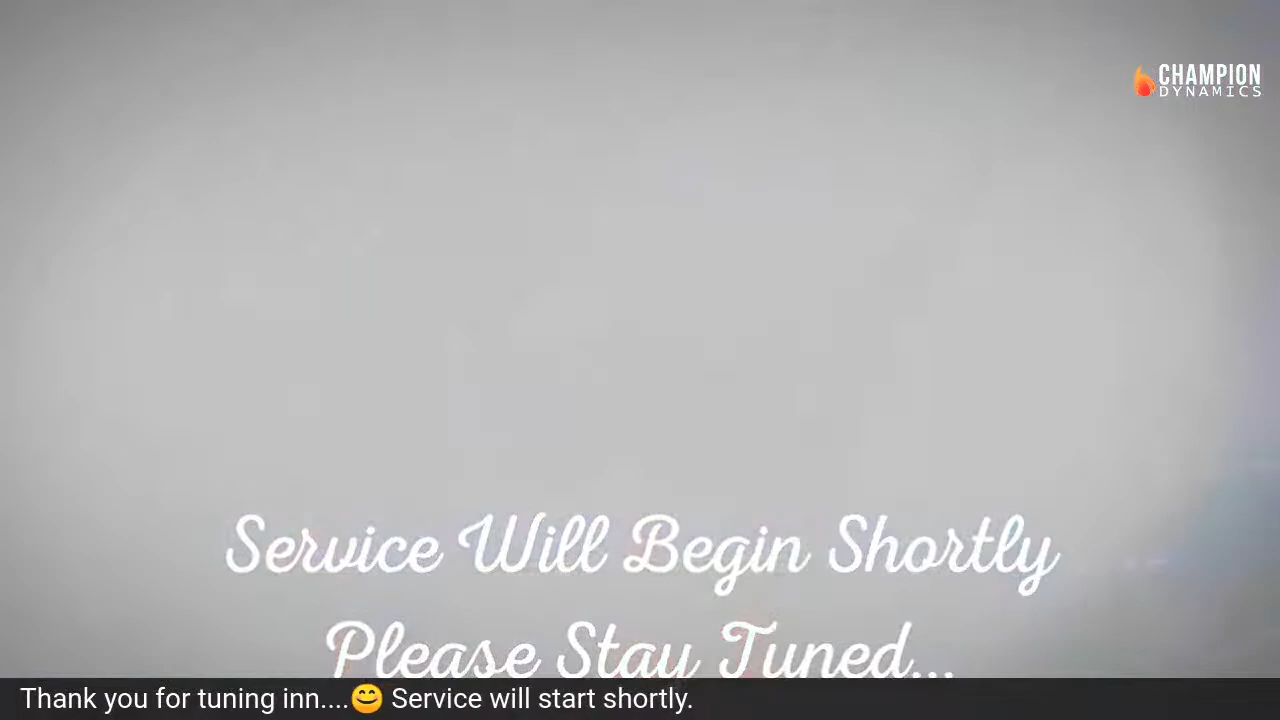 CHAMPION
DYNAMICS
Service Will Begin Shortly
Please Stay Tuned...
Thank you for tuning inn....😊 Service will start shortly.